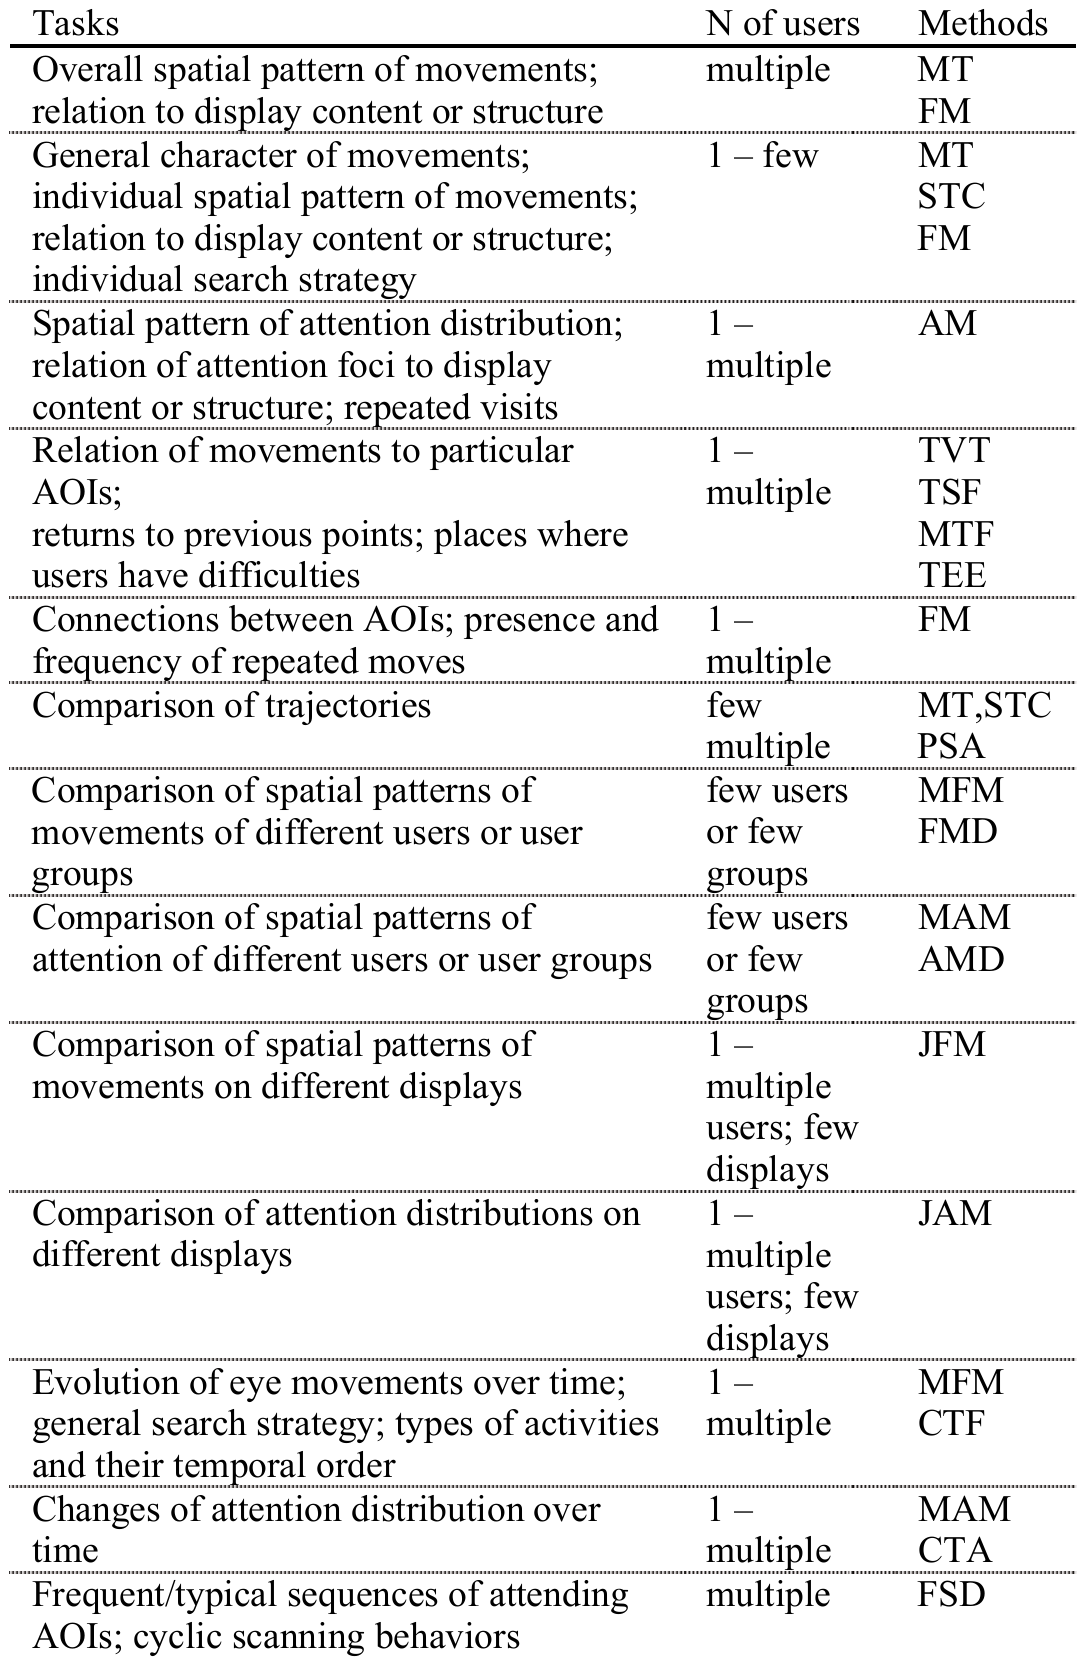 Tasks N of users Methods
Overall spatial pattern of movements; multiple MT
relation to display content or structure FM
General character of movements; 1 – few MT
individual spatial pattern of movements; STC
relation to display content or structure; FM
individual search strategy
Spatial pattern of attention distribution; 1 – AM
relation of attention foci to display multiple
content or structure; repeated visits
Relation of movements to particular 1 – TVT
AOIs; multiple TSF
returns to previous points; places where MTF
users have difficulties TEE
Connections between AOIs; presence and 1 – FM
frequency of repeated moves multiple
Comparison of trajectories few MT,STC
multiple PSA
Comparison of spatial patterns of few users MFM
movements of different users or user or few FMD
groups groups
Comparison of spatial patterns of few users MAM
attention of different users or user groups or few AMD
groups
Comparison of spatial patterns of 1 – JFM
movements on different displays multiple
users; few
displays
Comparison of attention distributions on 1 – JAM
different displays multiple
users; few
displays
Evolution of eye movements over time; 1 – MFM
general search strategy; types of activities multiple CTF
and their temporal order
Changes of attention distribution over 1 – MAM
time multiple CTA
Frequent/typical sequences of attending multiple FSD
AOIs; cyclic scanning behaviors